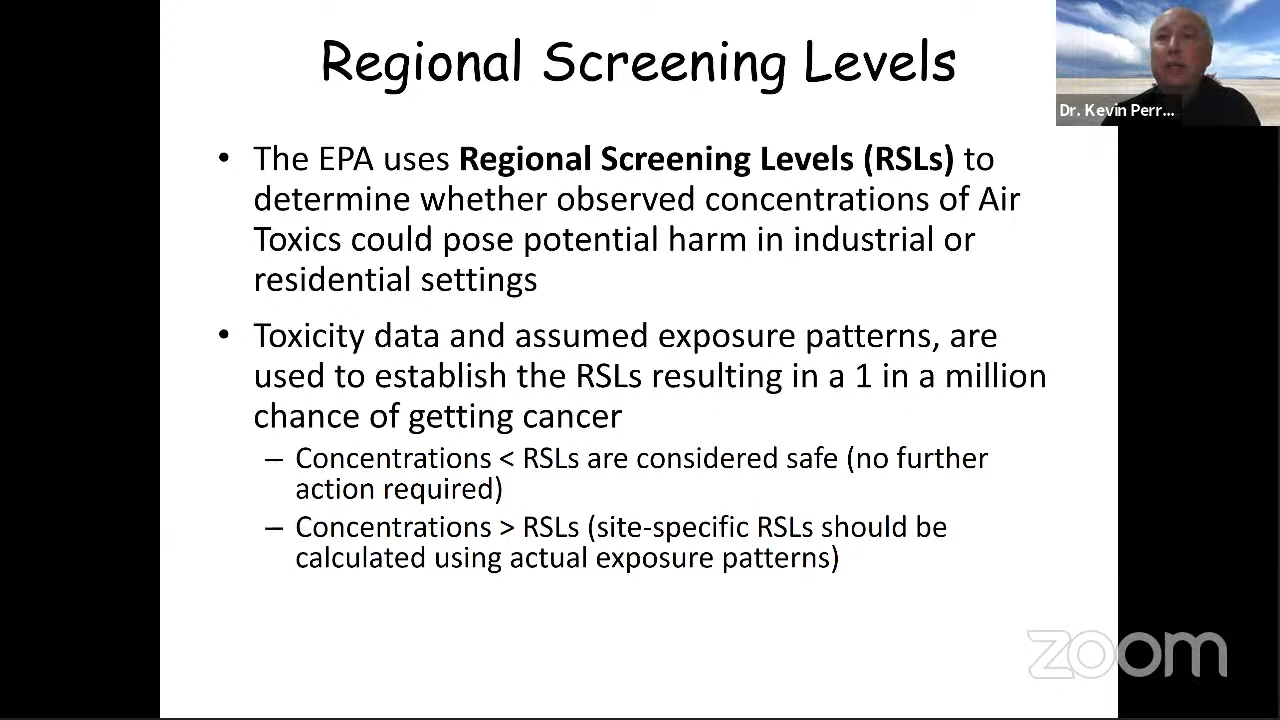 Regional Screening Levels
Dr. Kevin Perr...
• The EPA uses Regional Screening Levels (RSLs) to
determine whether observed concentrations of Air
Toxics could pose potential harm in industrial or
residential settings
• Toxicity data and assumed exposure patterns, are
used to establish the RSLs resulting in a 1 in a million
chance of getting cancer
– Concentrations < RSLs are considered safe (no further
action required)
– Concentrations > RSLs (site-specific RSLs should be
calculated using actual exposure patterns)
zoom